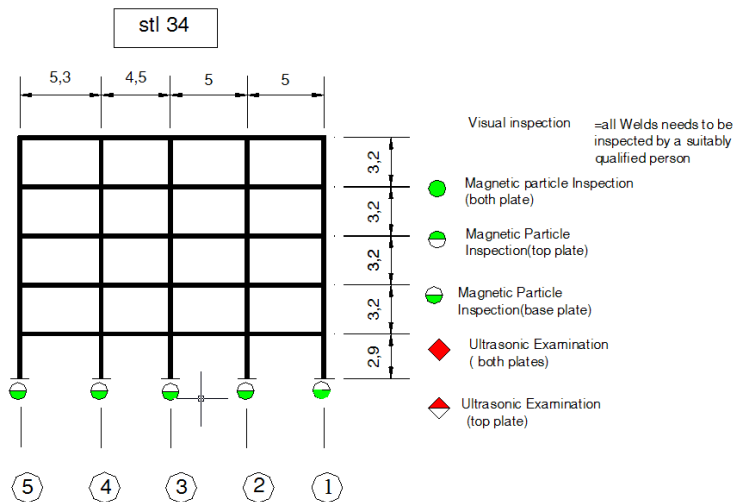 stl 34
5,3 4,5 5 5
Visual inspection =all Welds needs to be
inspected by a suitably
qualified person
3,2
Magnetic particle Inspection
(both plate)
3,2
Magnetic Particle
Inspection(top plate)
3,2
Magnetic Particle
Inspection(base plate)
3,2
Ultrasonic Examination
( both plates)
2,9
Ultrasonic Examination
(top plate)
5 4 3 2 1